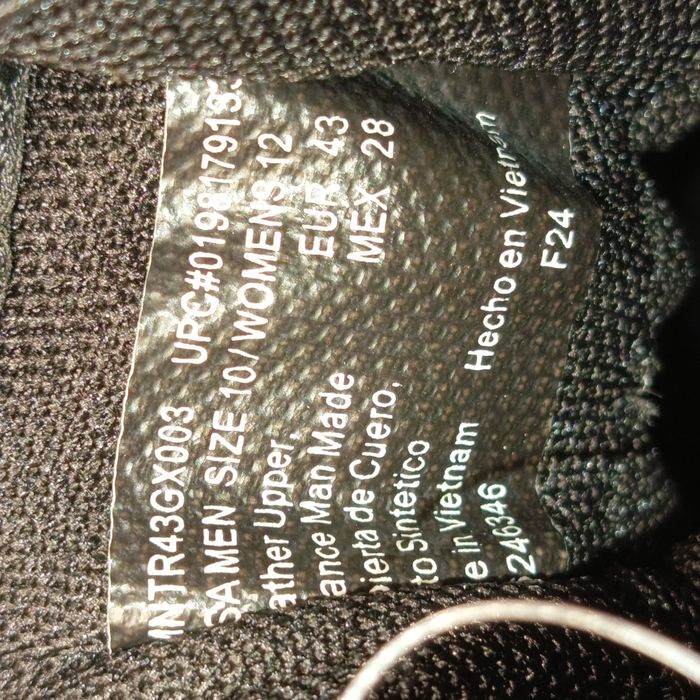 MNTR43GX003 UPC#019817913
SA MEN SIZE 10/WOMENS 12
ather Upper, EUR 43
ance Man Made MEX 28
ierta de Cuero,
to Sintetico
e in Vietnam Hecho en Vietnam
246346 F24